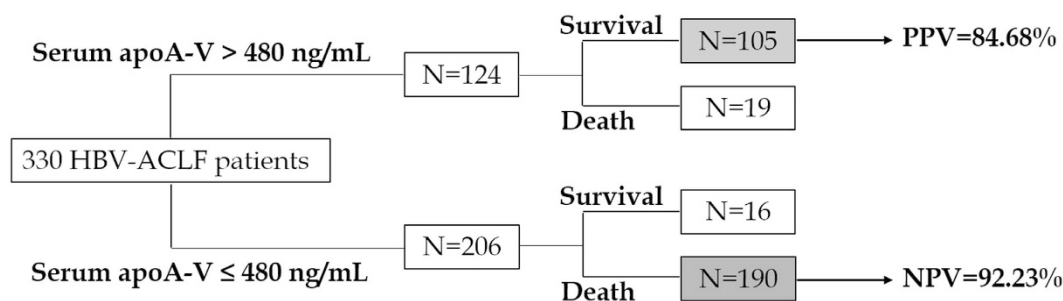 Survival
N=105
PPV=84.68%
Serum apoA-V > 480 ng/mL
N=124
Death
N=19
330 HBV-ACLF patients
Survival
N=16
N=206
Serum apoA-V ≤ 480 ng/mL
Death
N=190
NPV=92.23%